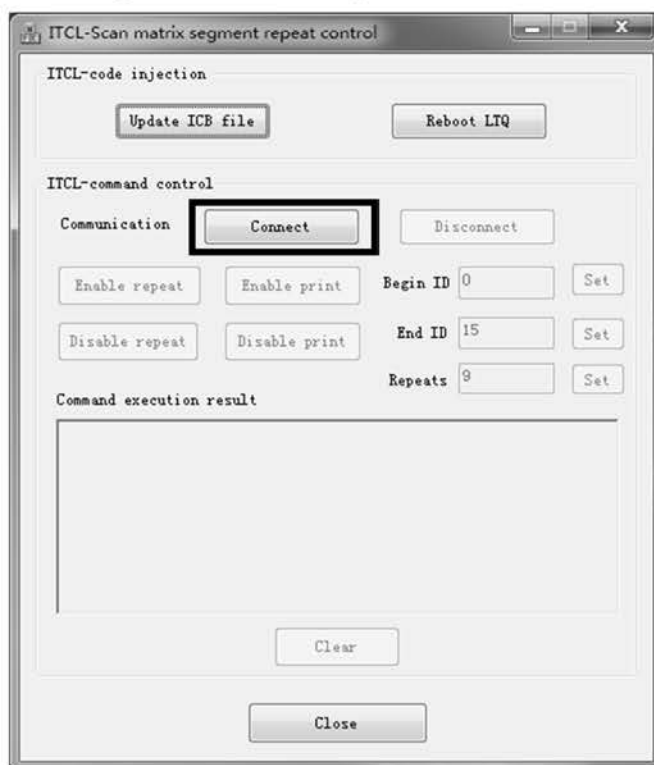 ITCL-Scan matrix segment repeat control
ITCL-code injection
Update ICB file
Reboot LTQ
ITCL-command control
Communication
Connect
Disconnect
Enable repeat
Enable print
Begin ID
0
Set
Disable repeat
Disable print
End ID
15
Set
Repeats
9
Set
Command execution result
Clear
Close